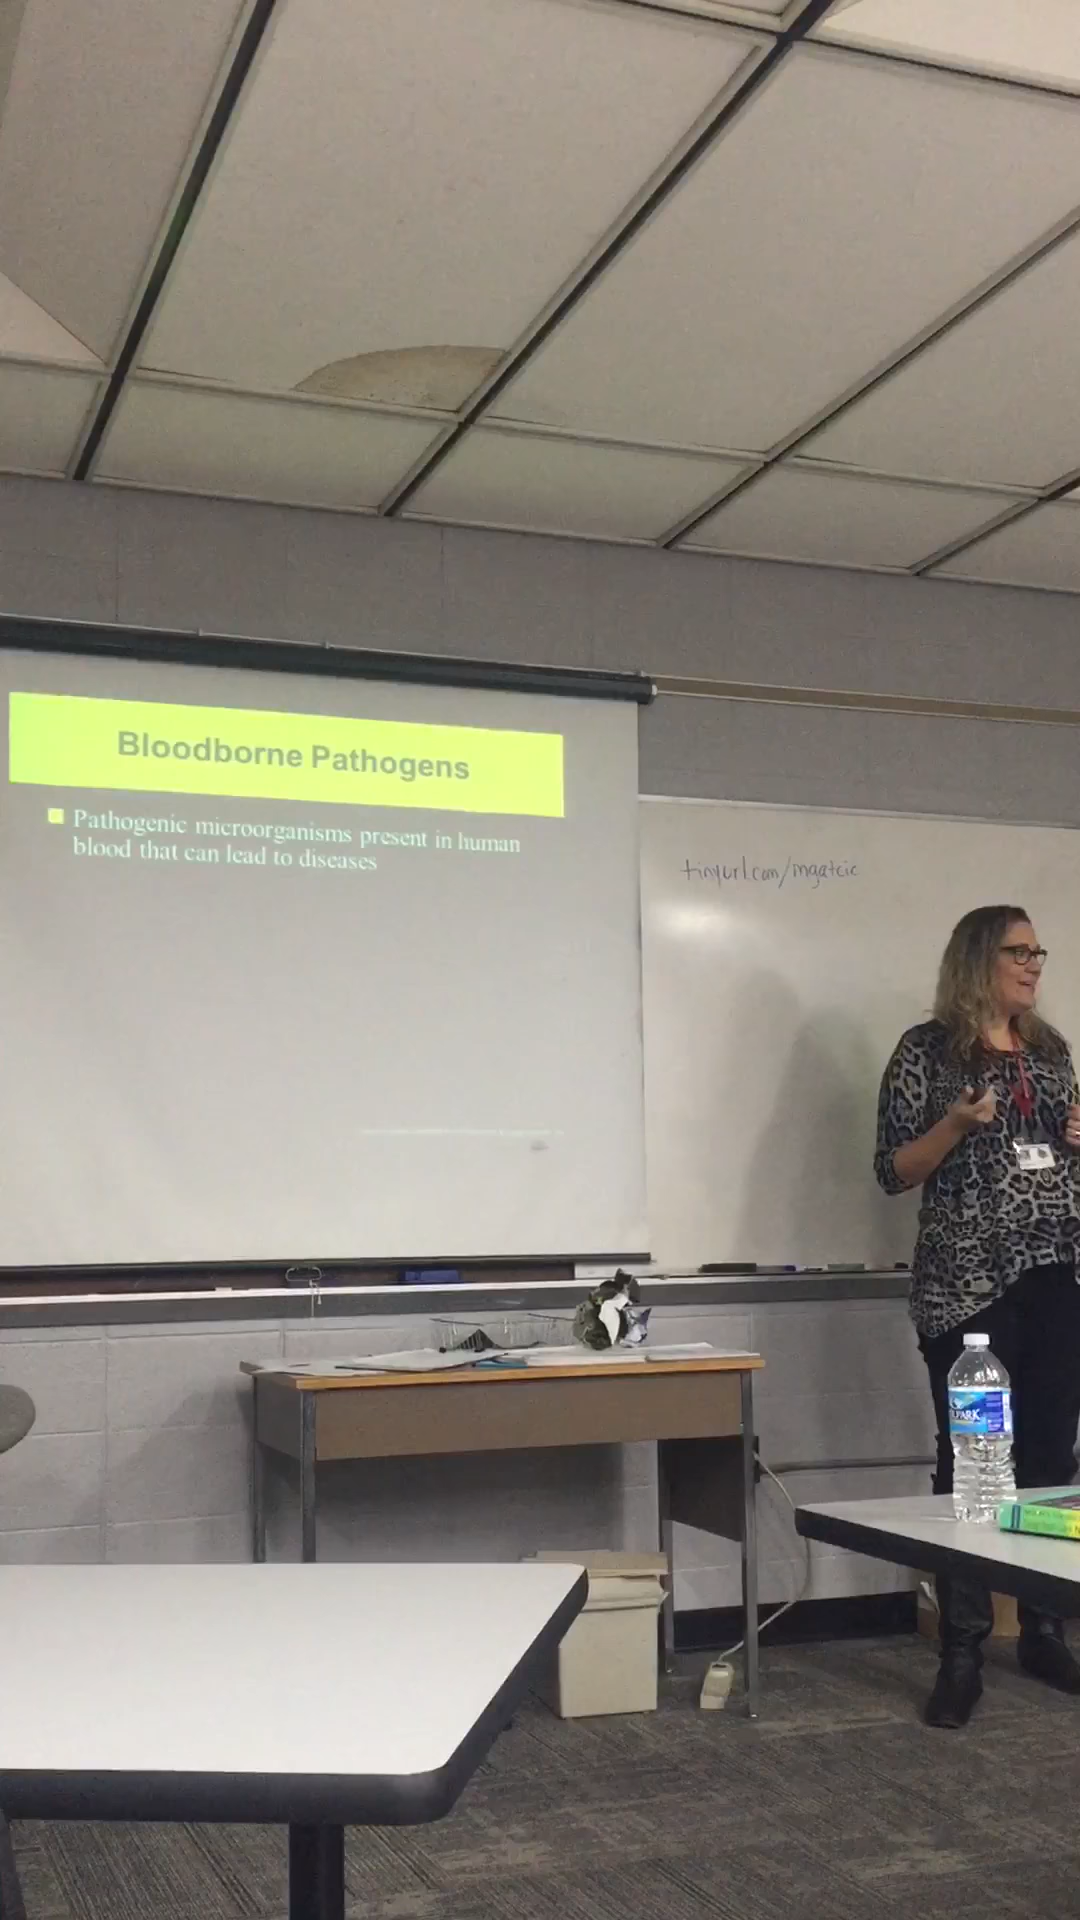 Bloodborne Pathogens
Pathogenic microorganisms present in human
blood that can lead to diseases
tinyurl.com/mgatcic